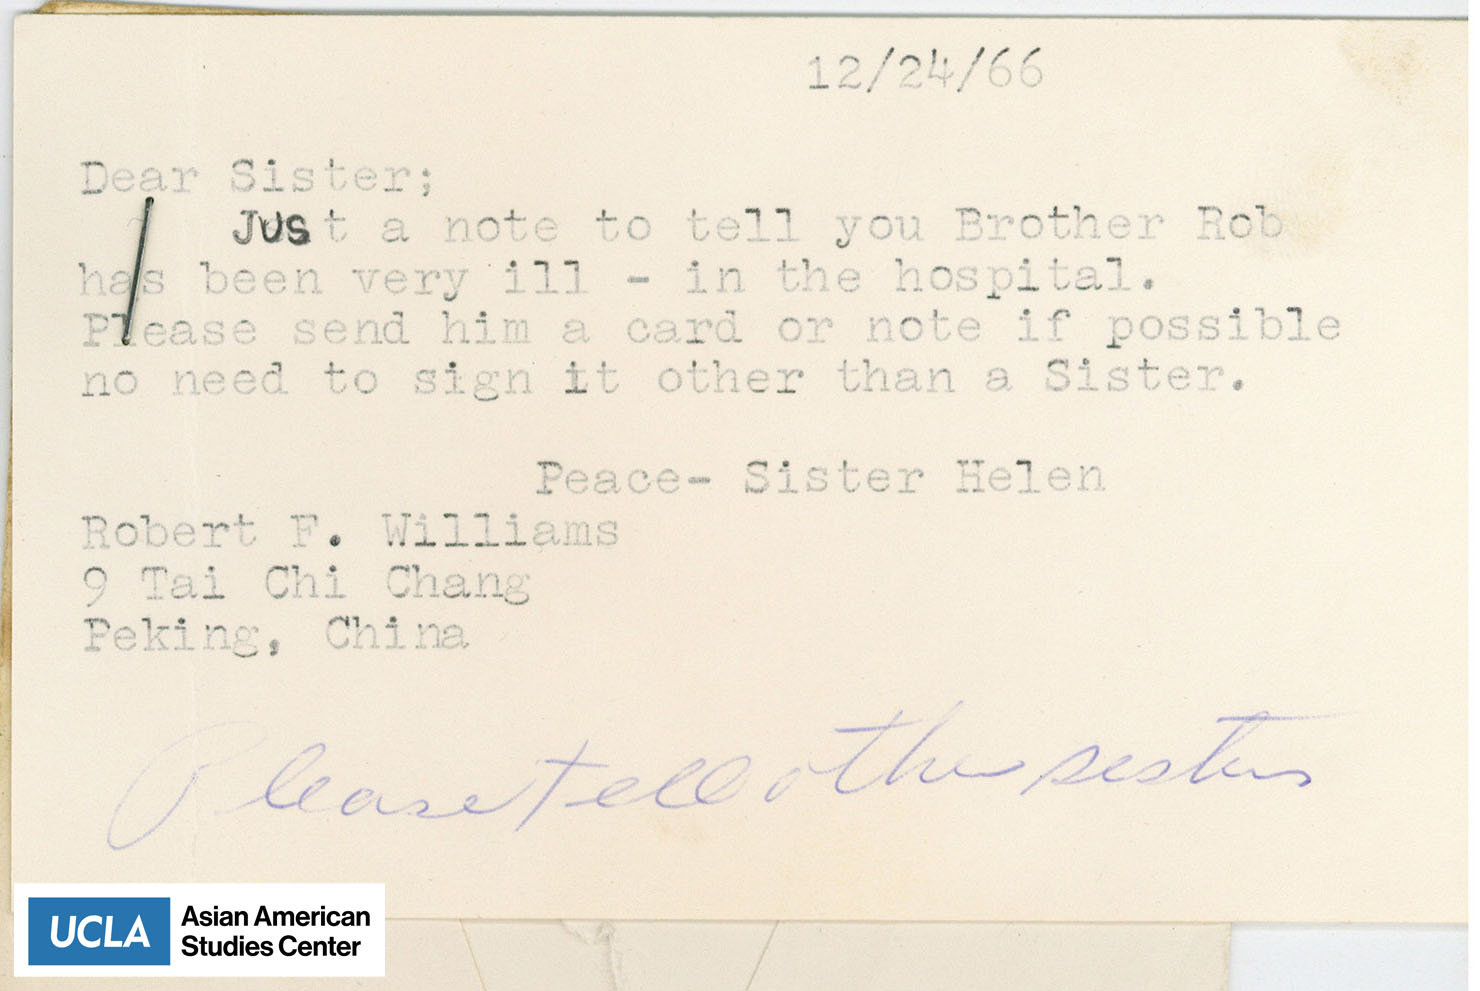 12/24/66
Dear Sister;
Just a note to tell you Brother Rob
has been very ill - in the hospital.
Please send him a card or note if possible
no need to sign it other than a Sister.
Peace- Sister Helen
Robert F. Williams
9 Tai Chi Chang
Peking, China
Please tell other sisters
UCLA Asian American
Studies Center